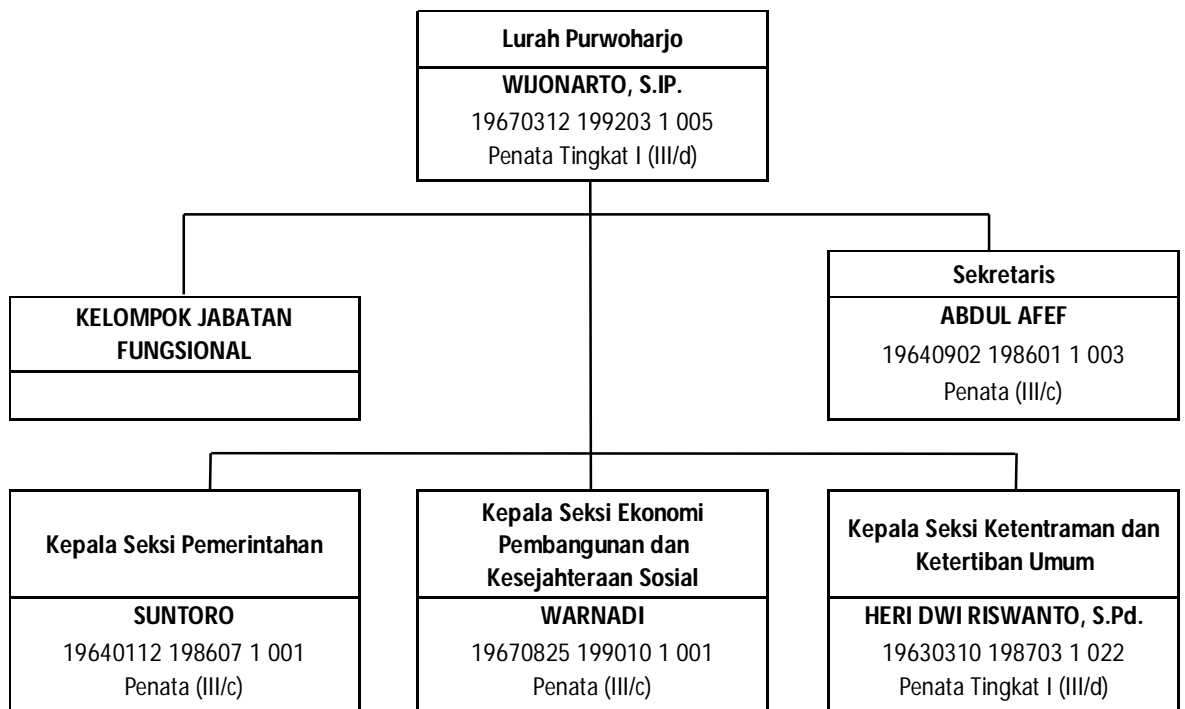 Lurah Purwoharjo
WIJONARTO, S.IP.
19670312 199203 1 005
Penata Tingkat I (III/d)
KELOMPOK JABATAN
FUNGSIONAL
Sekretaris
ABDUL AFEF
19640902 198601 1 003
Penata (III/c)
Kepala Seksi Pemerintahan
SUNTORO
19640112 198607 1 001
Penata (III/c)
Kepala Seksi Ekonomi
Pembangunan dan
Kesejahteraan Sosial
WARNADI
19670825 199010 1 001
Penata (III/c)
Kepala Seksi Ketentraman dan
Ketertiban Umum
HERI DWI RISWANTO, S.Pd.
19630310 198703 1 022
Penata Tingkat I (III/d)